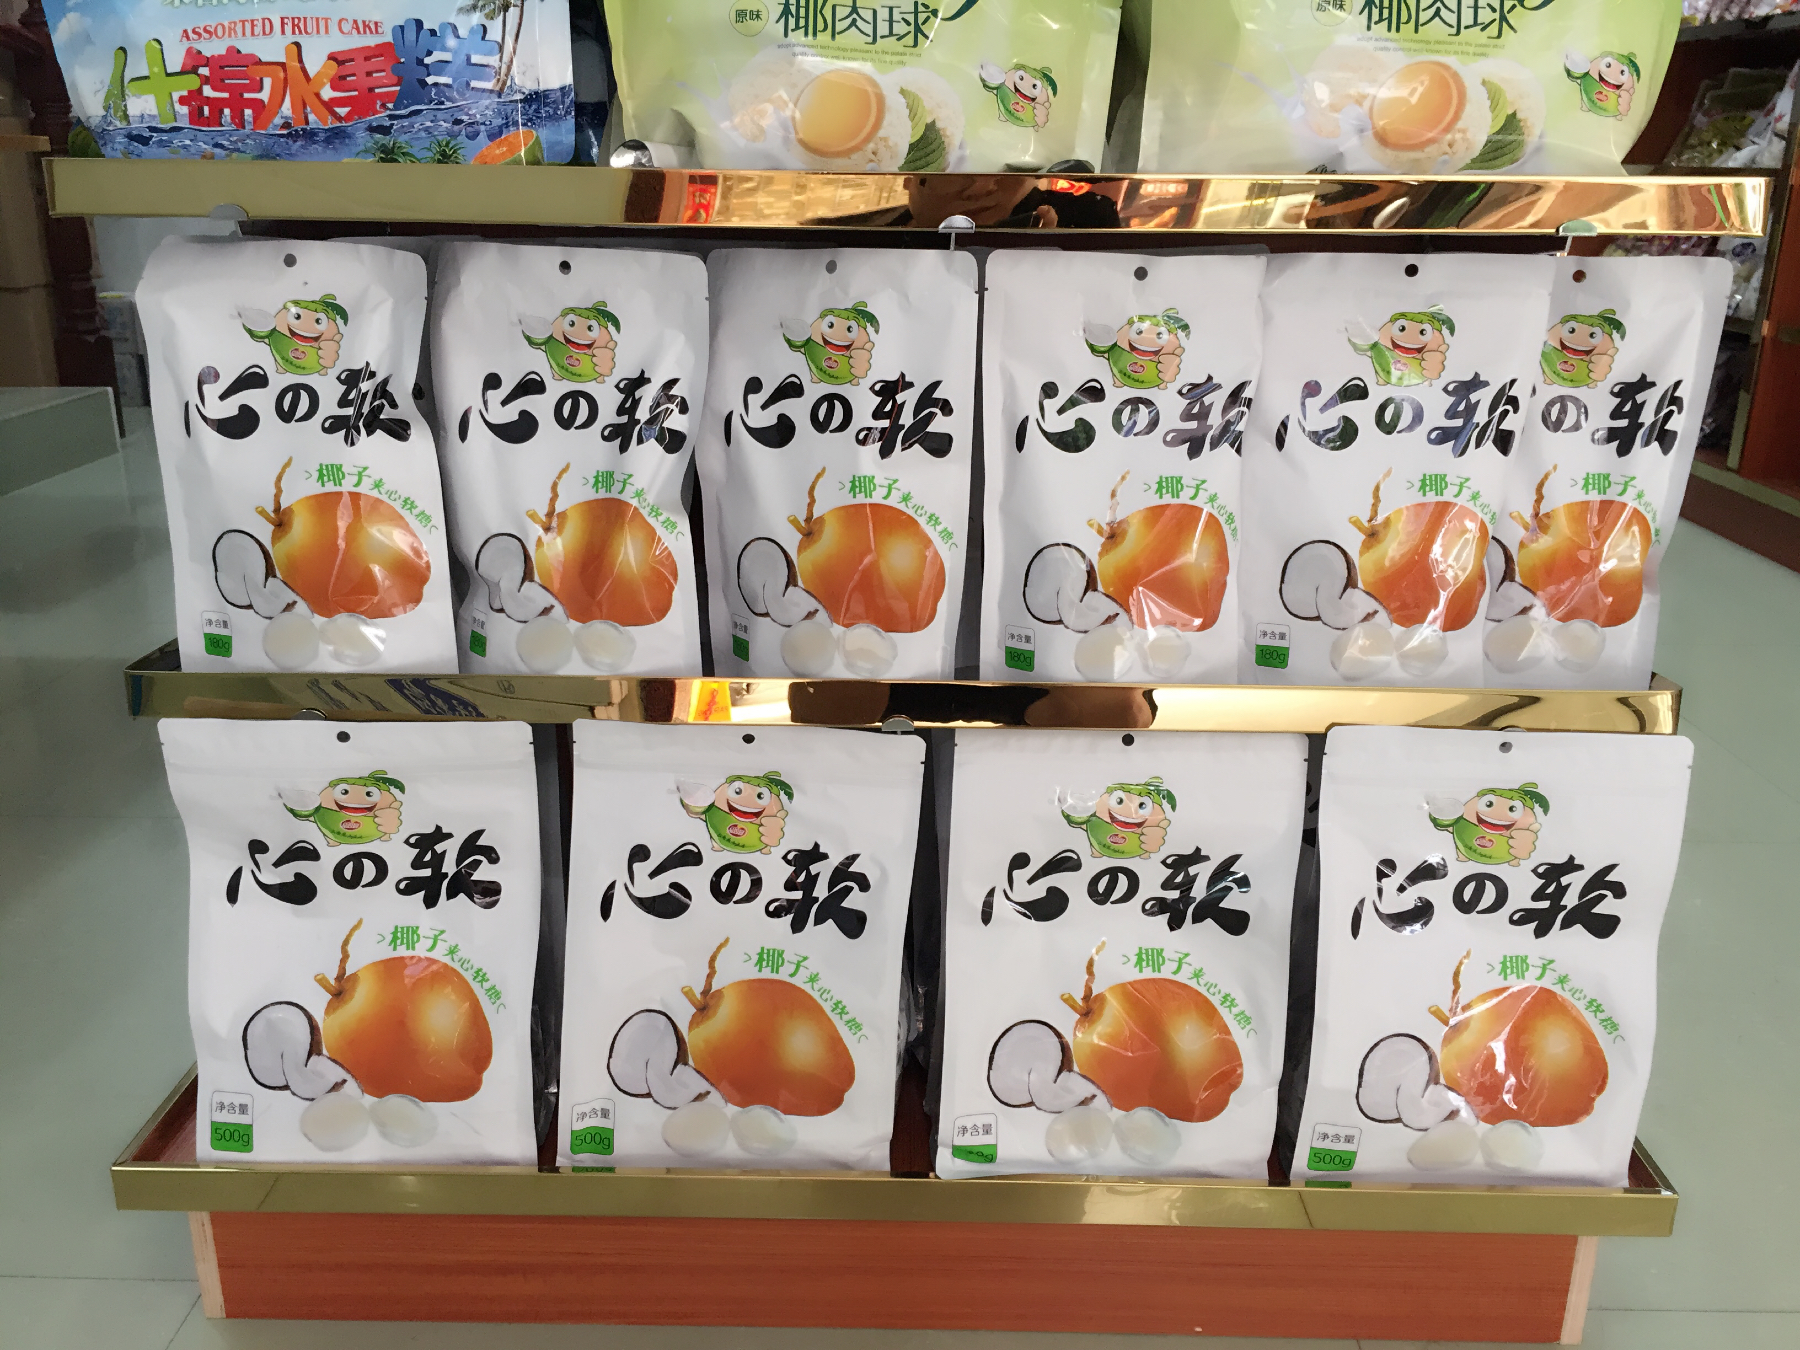 ASSORTED FRUIT CAKE
什锦水果糕
原味
椰肉球
原味
椰肉球
心の软
椰子夹心软糖
净含量
180g
心の软
椰子夹心软糖
心の软
椰子夹心软糖
净含量
心の软
椰子夹心软
净含量
180g
心の软
椰子夹心软
净含量
180g
の软
椰子夹心
心の软
椰子夹心软糖
净含量
500g
心の软
椰子夹心软糖
净含量
500g
心の软
椰子夹心软糖
净含量
心の软
椰子夹心软糖
净含量
500g